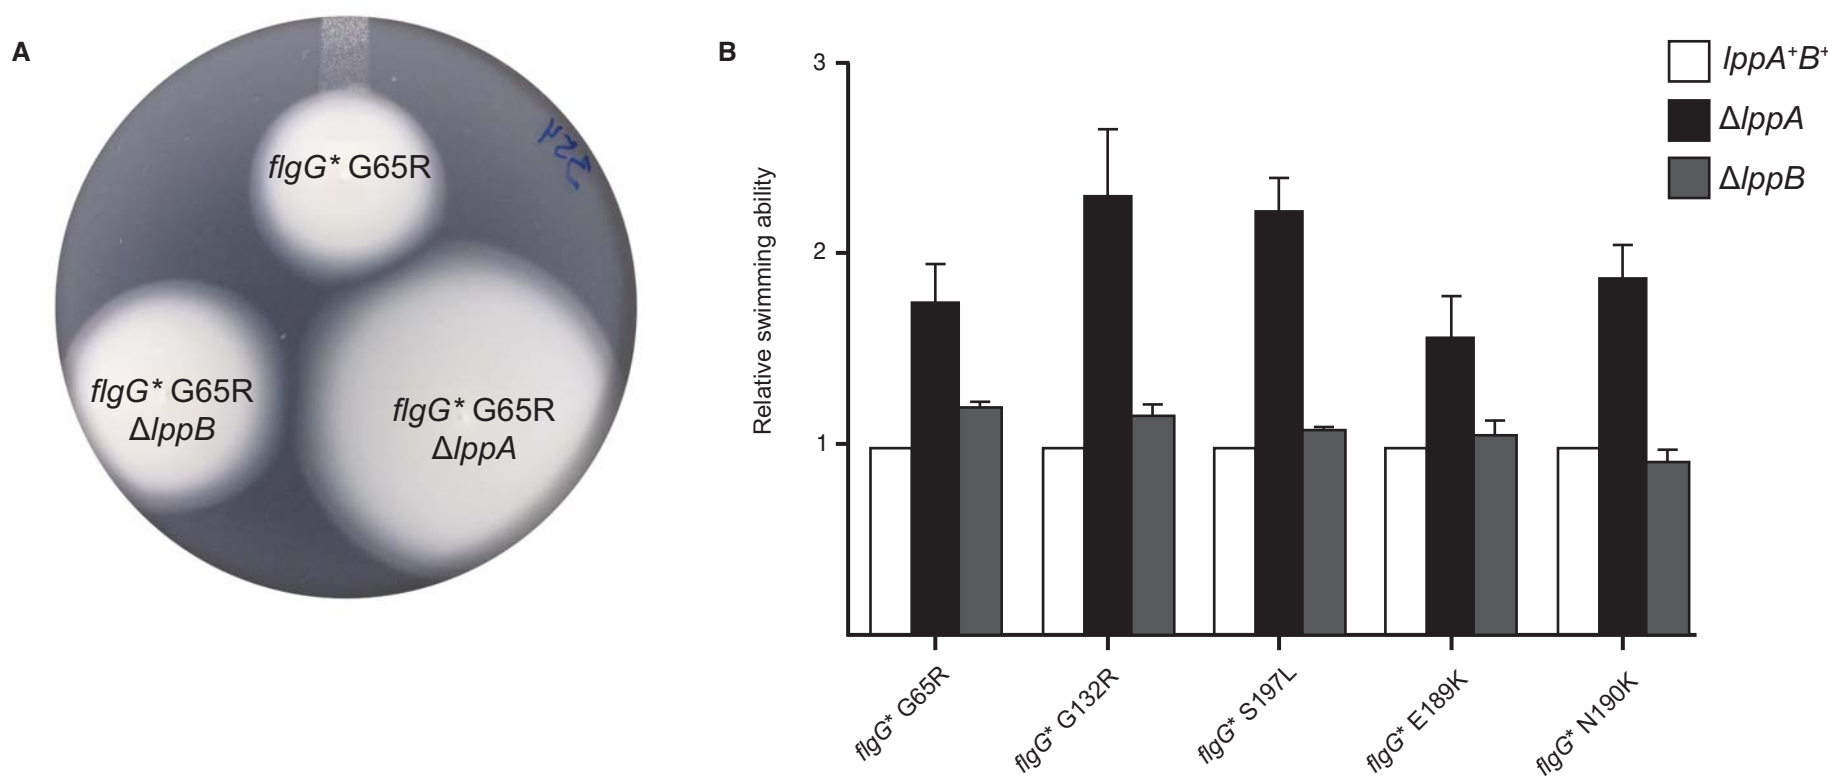 A
flgG* G65R
flgG* G65R
ΔlppB
flgG* G65R
ΔlppA
B
Relative swimming ability
3
2
1
lppA⁺B⁺
ΔlppA
ΔlppB
flgG* G65R
flgG* G132R
flgG* S197L
flgG* E189K
flgG* N190K